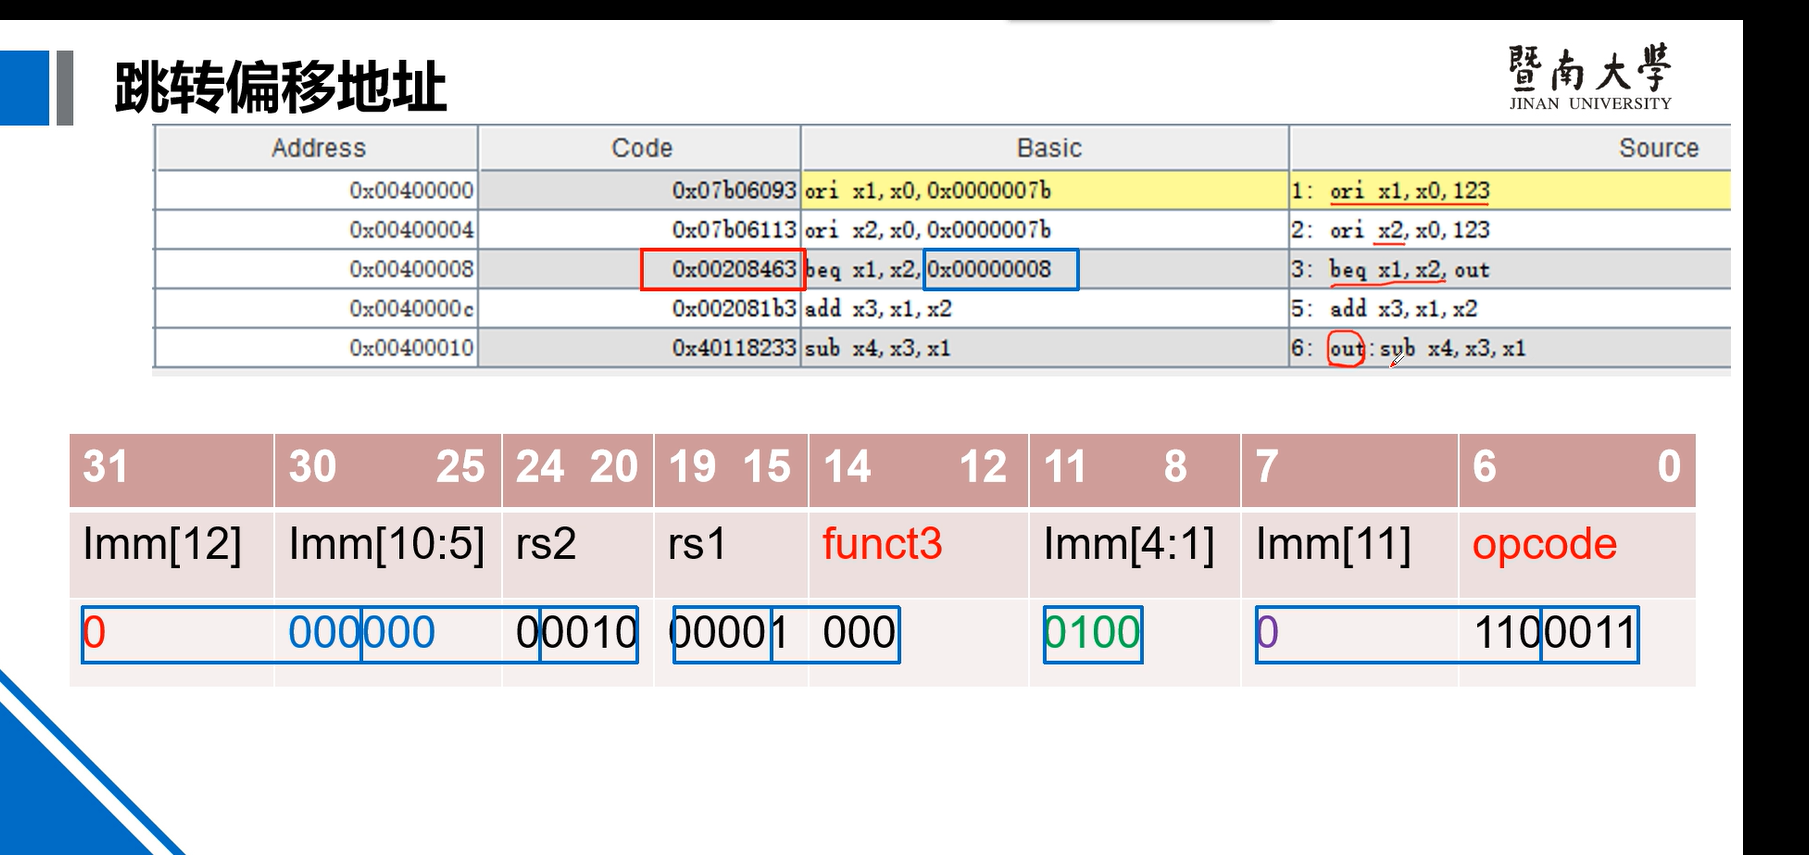 跳转偏移地址
暨南大學
JINAN UNIVERSITY
Address Code Basic Source
0x00400000 0x07b06093 ori x1, x0, 0x0000007b 1: ori x1, x0, 123
0x00400004 0x07b06113 ori x2, x0, 0x0000007b 2: ori x2, x0, 123
0x00400008 0x00208463 beq x1, x2, 0x00000008 3: beq x1, x2, out
0x0040000c 0x002081b3 add x3, x1, x2 5: add x3, x1, x2
0x00400010 0x40118233 sub x4, x3, x1 6: out:sub x4, x3, x1
31 30 25 24 20 19 15 14 12 11 8 7 6 0
Imm[12] Imm[10:5] rs2 rs1 funct3 Imm[4:1] Imm[11] opcode
0 000000 00010 00001 000 0100 0 1100011